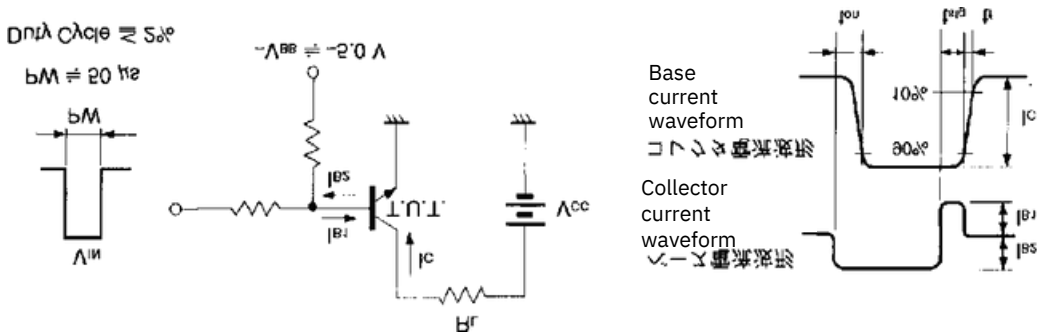 Duty Cycle ≦ 2%
PW ≒ 50 μs
PW
VIN
-VBB ≒ -5.0 V
IB2
IB1
T.U.T.
IC
RL
VCC
ton
tstg
tf
Base
current
waveform
コレクタ電流波形
10%
90%
IC
Collector
current
waveform
ベース電流波形
IB1
IB2